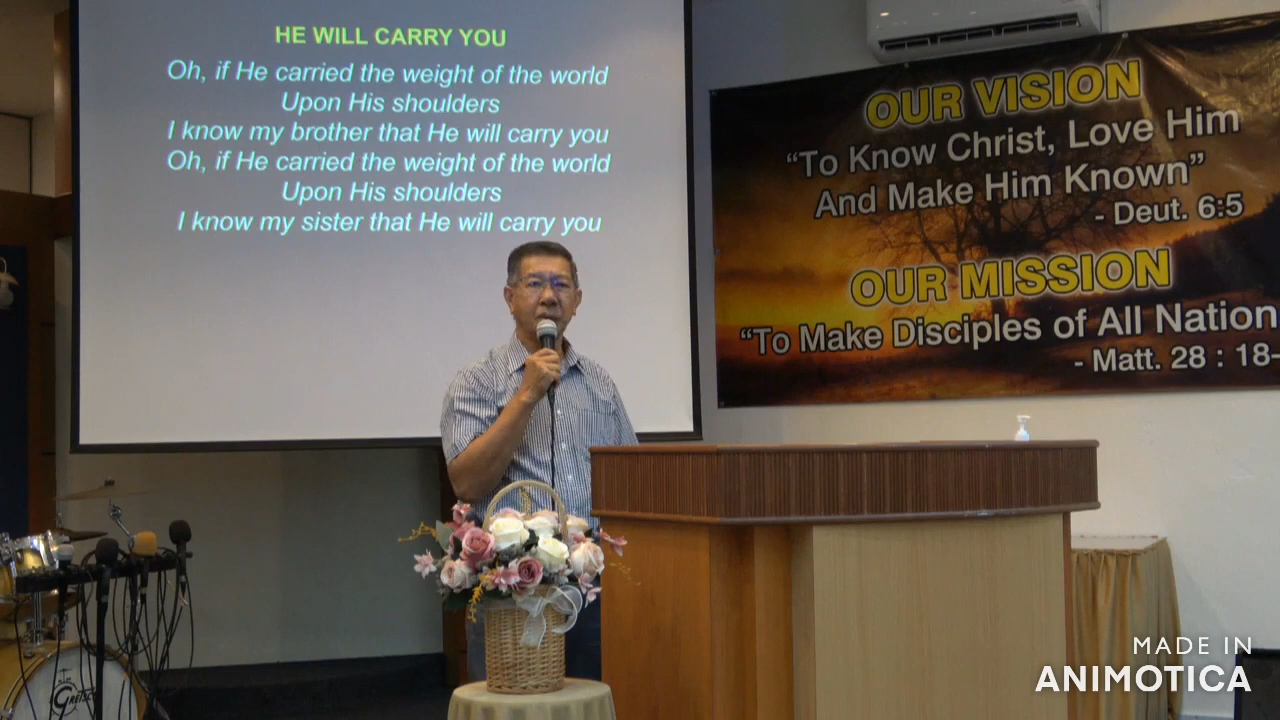 HE WILL CARRY YOU
Oh, if He carried the weight of the world
Upon His shoulders
I know my brother that He will carry you
Oh, if He carried the weight of the world
Upon His shoulders
I know my sister that He will carry you
OUR VISION
“To Know Christ, Love Him
And Make Him Known”
- Deut. 6:5
OUR MISSION
“To Make Disciples of All Nation
- Matt. 28 : 18-
GRETSCH
MADE IN
ANIMOTICA